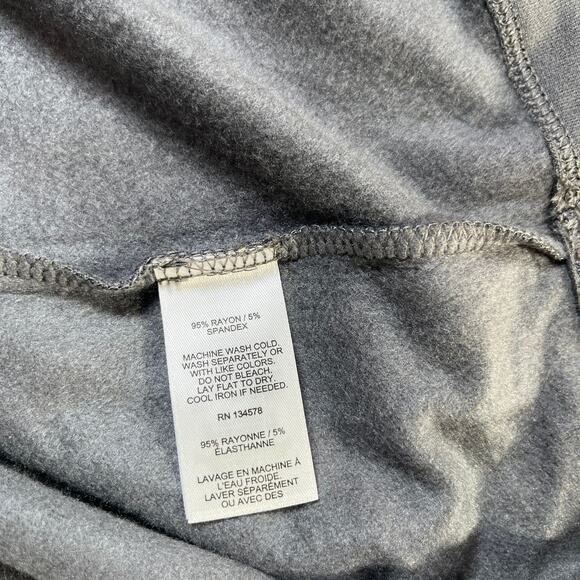 95% RAYON / 5%
SPANDEX
MACHINE WASH COLD.
WASH SEPARATELY OR
WITH LIKE COLORS.
DO NOT BLEACH.
LAY FLAT TO DRY.
COOL IRON IF NEEDED.
RN 134578
95% RAYONNE / 5%
ÉLASTHANNE
LAVAGE EN MACHINE À
L'EAU FROIDE.
LAVER SÉPARÉMENT
OU AVEC DES